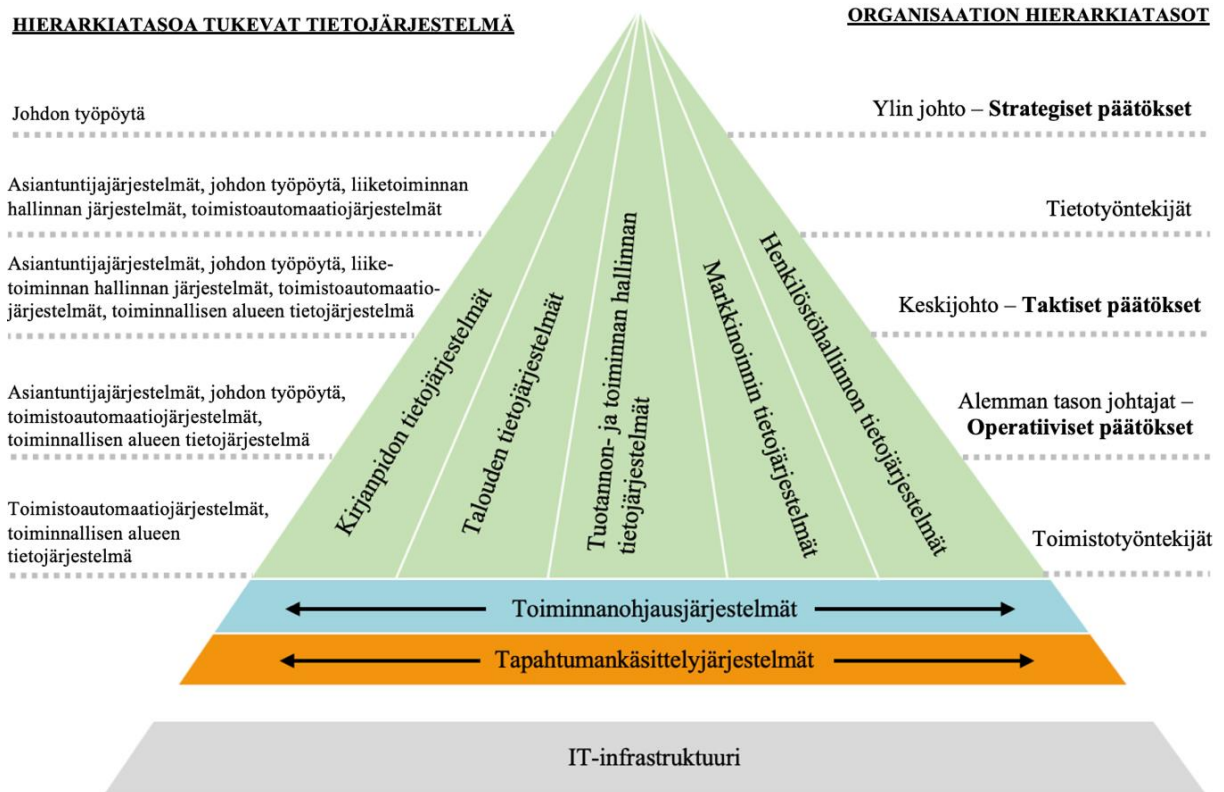 HIERARKIATASOA TUKEVAT TIETOJÄRJESTELMÄ
ORGANISAATION HIERARKIATASOT
Johdon työpöytä
Ylin johto – Strategiset päätökset
Asiantuntijajärjestelmät, johdon työpöytä, liiketoiminnan
hallinnan järjestelmät, toimistoautomaatiojärjestelmät
Tietotyöntekijät
Asiantuntijajärjestelmät, johdon työpöytä, liike-
toiminnan hallinnan järjestelmät, toimistoautomaatio-
järjestelmät, toiminnallisen alueen tietojärjestelmä
Keskijohto – Taktiset päätökset
Asiantuntijajärjestelmät, johdon työpöytä,
toimistoautomaatiojärjestelmät,
toiminnallisen alueen tietojärjestelmä
Alemman tason johtajat –
Operatiiviset päätökset
Toimistoautomaatiojärjestelmät,
toiminnallisen alueen
tietojärjestelmä
Toimistotyöntekijät
Kirjanpidon tietojärjestelmät
Talouden tietojärjestelmät
Tuotannon- ja toiminnan hallinnan
tietojärjestelmät
Markkinoinnin tietojärjestelmät
Henkilöstöhallinnon tietojärjestelmät
Toiminnanohjausjärjestelmät
Tapahtumankäsittelyjärjestelmät
IT-infrastruktuuri